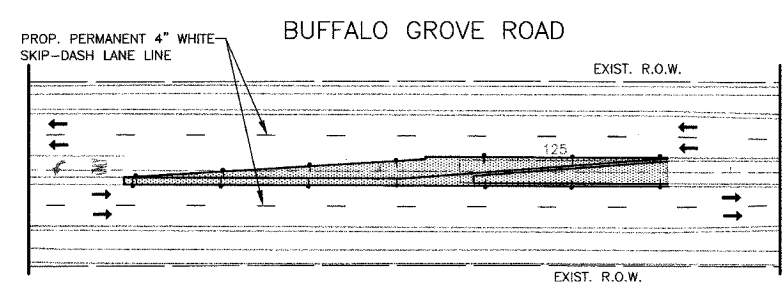 BUFFALO GROVE ROAD
PROP. PERMANENT 4" WHITE
SKIP-DASH LANE LINE
EXIST. R.O.W.
125
EXIST. R.O.W.